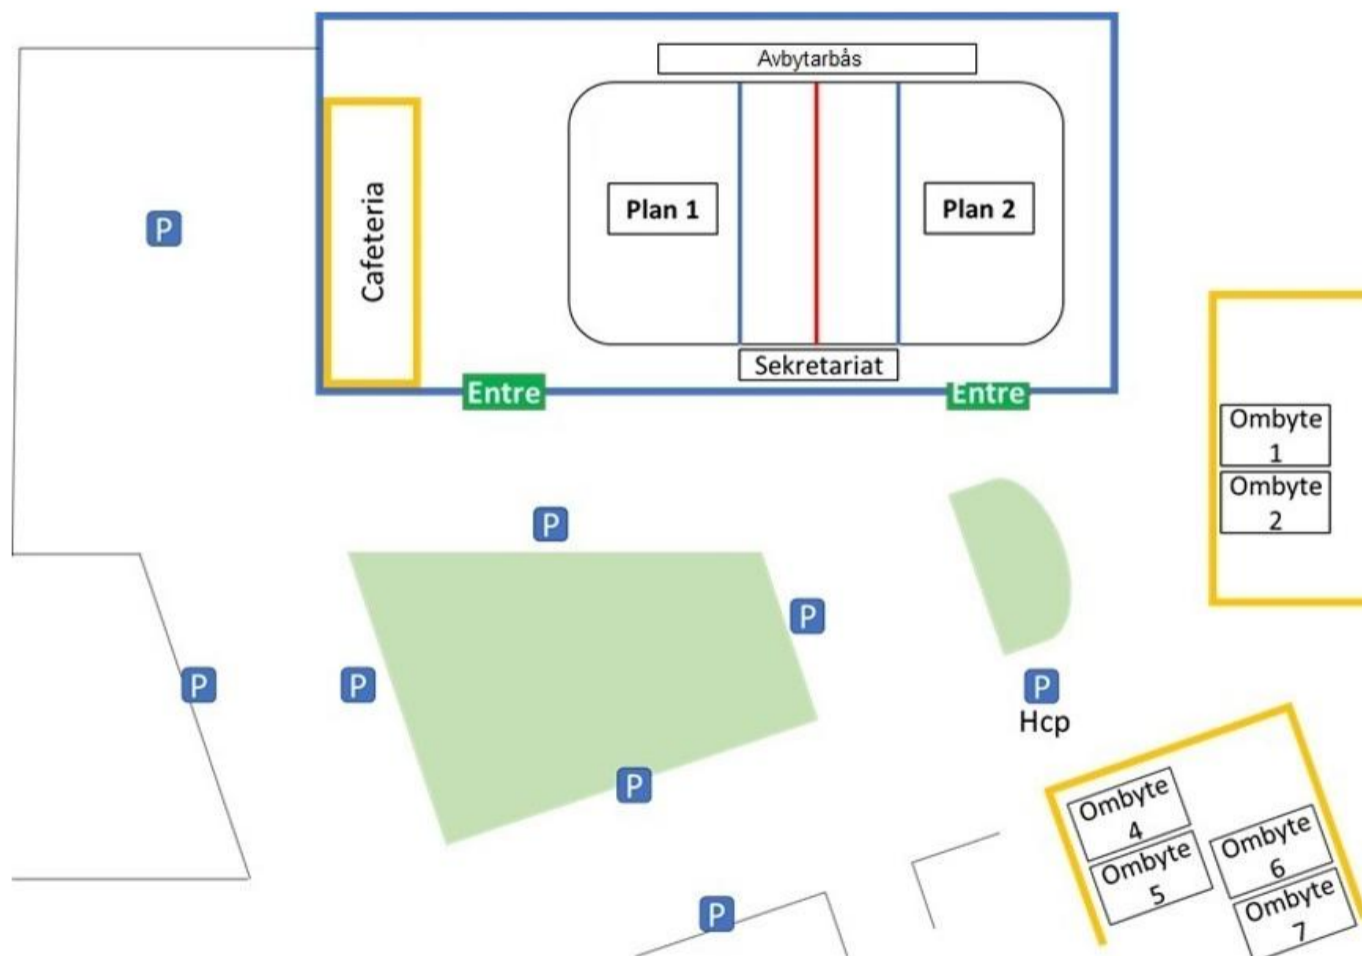 Avbytarbås
Cafeteria
P
Plan 1
Plan 2
Sekretariat
Entre
Entre
Ombyte
1
Ombyte
2
P
P
P
P
P
Hcp
P
Ombyte
4
Ombyte
5
Ombyte
6
Ombyte
7
P